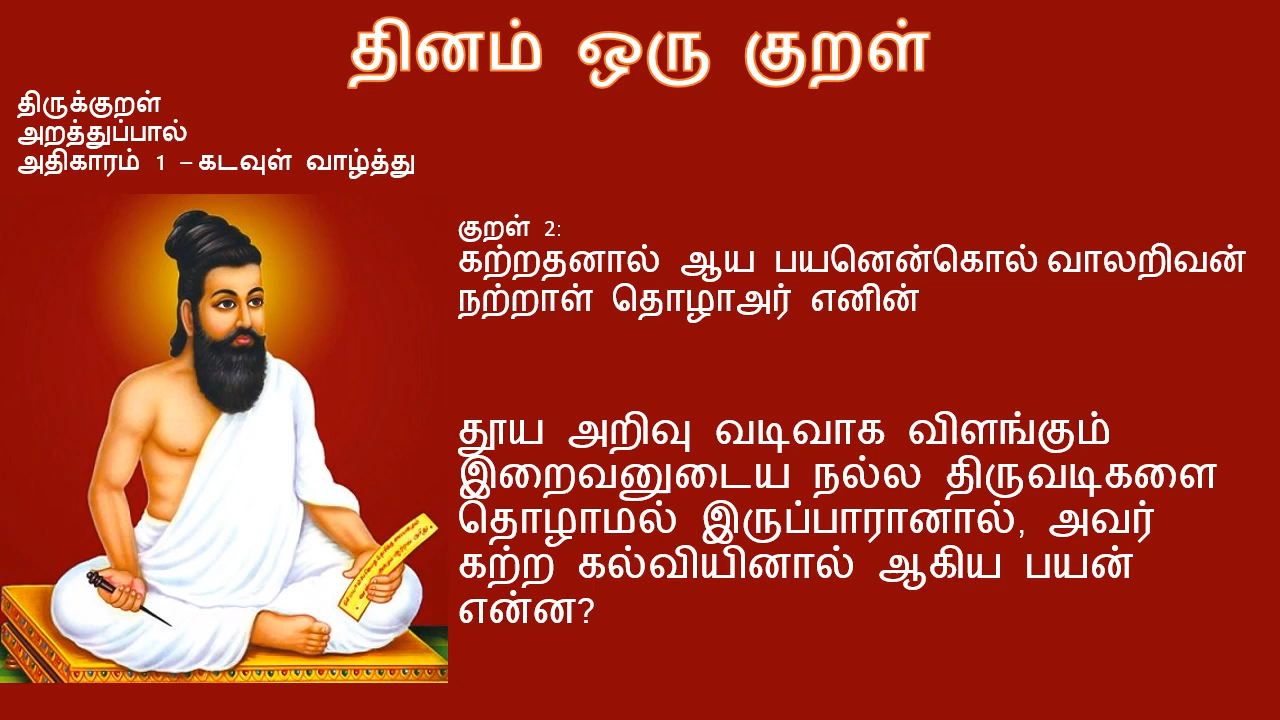 தினம் ஒரு குறள்
திருக்குறள்
அறத்துப்பால்
அதிகாரம் 1 – கடவுள் வாழ்த்து
குறள் 2:
கற்றதனால் ஆய பயனென்கொல் வாலறிவன்
நற்றாள் தொழாஅர் எனின்
தூய அறிவு வடிவாக விளங்கும்
இறைவனுடைய நல்ல திருவடிகளை
தொழாமல் இருப்பாரானால், அவர்
கற்ற கல்வியினால் ஆகிய பயன்
என்ன?